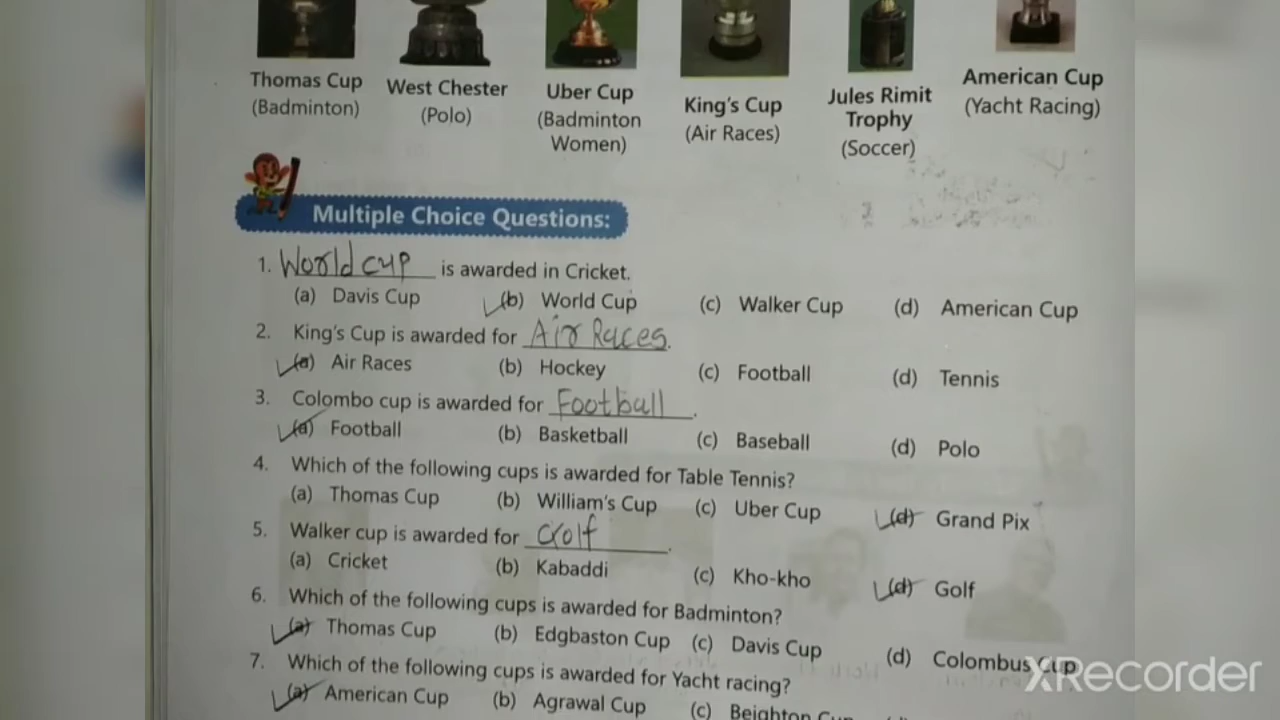 Thomas Cup
(Badminton)
West Chester
(Polo)
Uber Cup
(Badminton
Women)
King's Cup
(Air Races)
Jules Rimit
Trophy
(Soccer)
American Cup
(Yacht Racing)
Multiple Choice Questions:
1. World cup is awarded in Cricket.
(a) Davis Cup (b) World Cup (c) Walker Cup (d) American Cup
2. King's Cup is awarded for Air Races.
(a) Air Races (b) Hockey (c) Football (d) Tennis
3. Colombo cup is awarded for Football.
(a) Football (b) Basketball (c) Baseball (d) Polo
4. Which of the following cups is awarded for Table Tennis?
(a) Thomas Cup (b) William's Cup (c) Uber Cup (d) Grand Pix
5. Walker cup is awarded for Golf.
(a) Cricket (b) Kabaddi (c) Kho-kho (d) Golf
6. Which of the following cups is awarded for Badminton?
(a) Thomas Cup (b) Edgbaston Cup (c) Davis Cup (d) Colombus Cup
7. Which of the following cups is awarded for Yacht racing?
(a) American Cup (b) Agrawal Cup (c) Beighton Cup
XRecorder